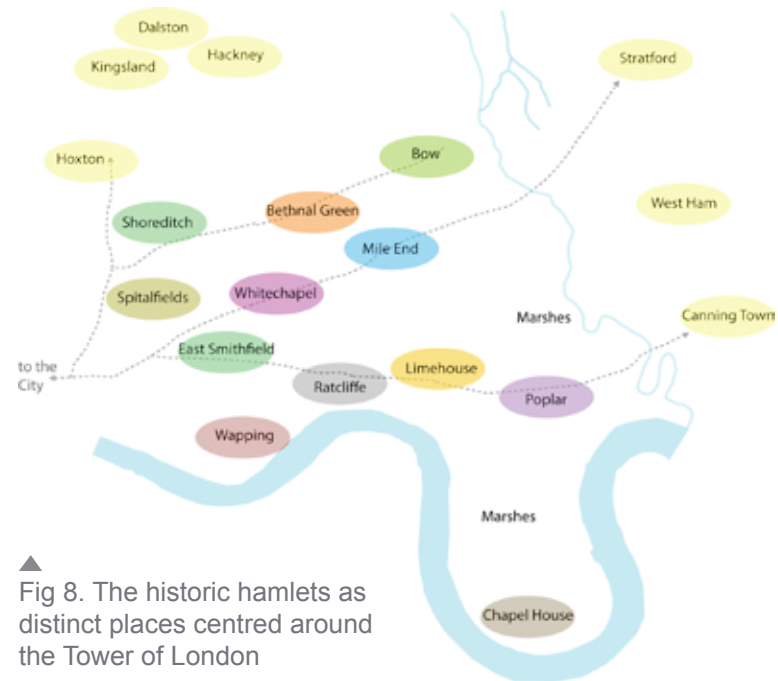 Dalston
Hackney
Kingsland
Stratford
Hoxton
Bow
Bethnal Green
West Ham
Shoreditch
Mile End
Whitechapel
Spitalfields
Marshes
Canning Town
East Smithfield
to the
City
Limehouse
Ratcliffe
Poplar
Wapping
Marshes
Chapel House
Fig 8. The historic hamlets as
distinct places centred around
the Tower of London